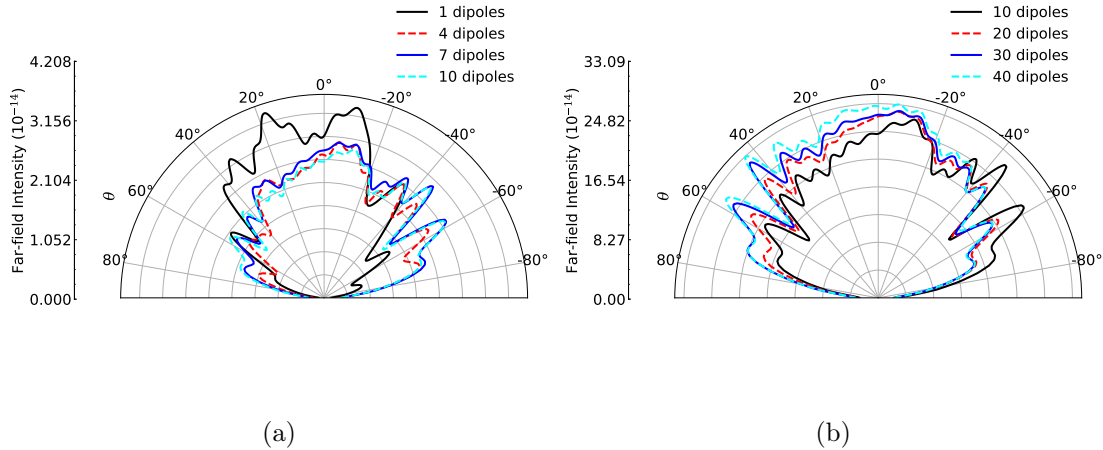 1 dipoles
4 dipoles
7 dipoles
10 dipoles
4.208
3.156
2.104
1.052
0.000
Far-field Intensity (10⁻¹⁴)
θ
80°
60°
40°
20°
0°
-20°
-40°
-60°
-80°
(a)
10 dipoles
20 dipoles
30 dipoles
40 dipoles
33.09
24.82
16.54
8.27
0.00
Far-field Intensity (10⁻¹⁴)
θ
80°
60°
40°
20°
0°
-20°
-40°
-60°
-80°
(b)